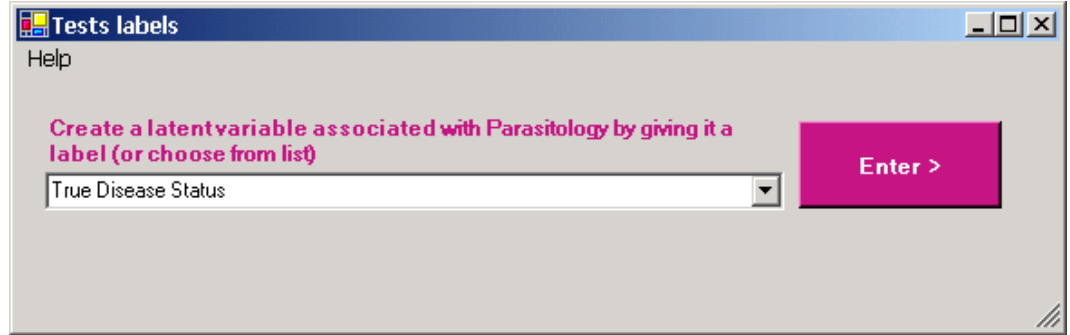 Tests labels
Help
Create a latent variable associated with Parasitology by giving it a
label (or choose from list)
Enter >
True Disease Status